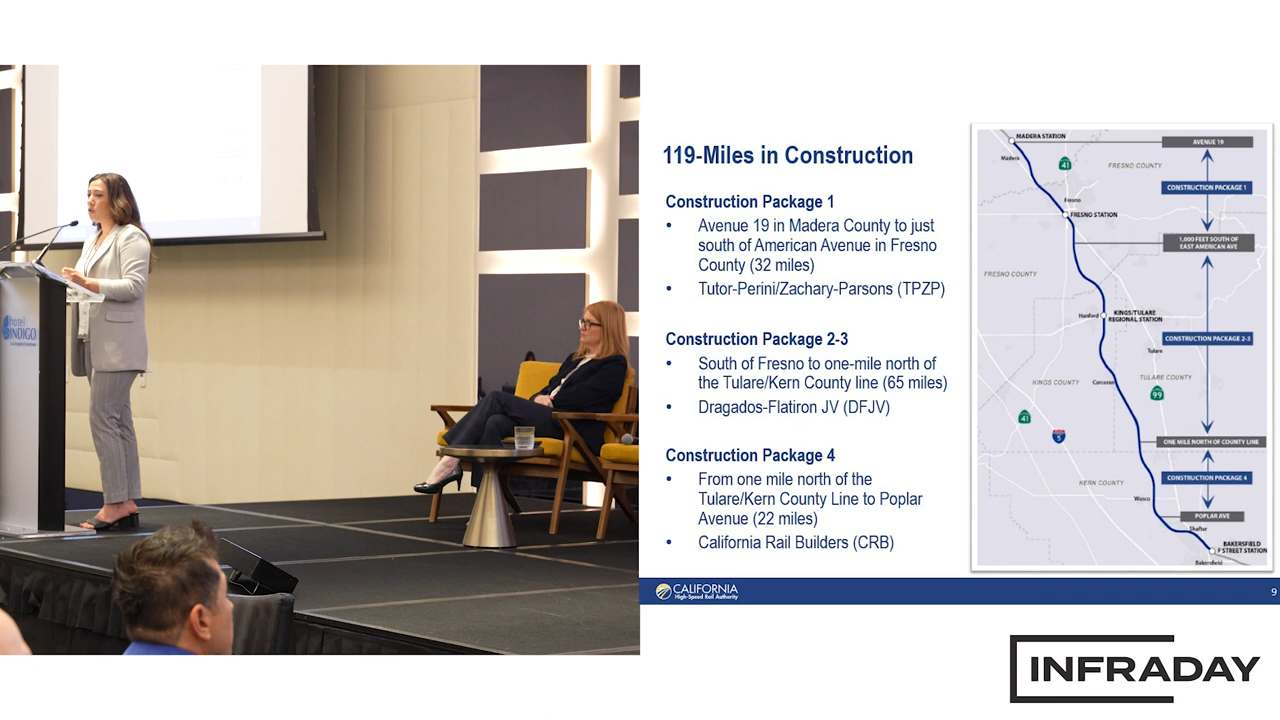 hotel
INDIGO
119-Miles in Construction
Construction Package 1
• Avenue 19 in Madera County to just
south of American Avenue in Fresno
County (32 miles)
• Tutor-Perini/Zachary-Parsons (TPZP)
Construction Package 2-3
• South of Fresno to one-mile north of
the Tulare/Kern County line (65 miles)
• Dragados-Flatiron JV (DFJV)
Construction Package 4
• From one mile north of the
Tulare/Kern County Line to Poplar
Avenue (22 miles)
• California Rail Builders (CRB)
MADERA STATION
AVENUE 19
Madera
41
FRESNO COUNTY
CONSTRUCTION PACKAGE 1
Fresno
FRESNO STATION
1,000 FEET SOUTH OF
EAST AMERICAN AVE
FRESNO COUNTY
Hanford
KINGS/TULARE
REGIONAL STATION
CONSTRUCTION PACKAGE 2-3
Tulare
KINGS COUNTY
Corcoran
TULARE COUNTY
99
41
5
ONE MILE NORTH OF COUNTY LINE
KERN COUNTY
CONSTRUCTION PACKAGE 4
Wasco
POPLAR AVE
Shafter
BAKERSFIELD
F STREET STATION
Bakersfield
CALIFORNIA
High-Speed Rail Authority
9
INFRADAY